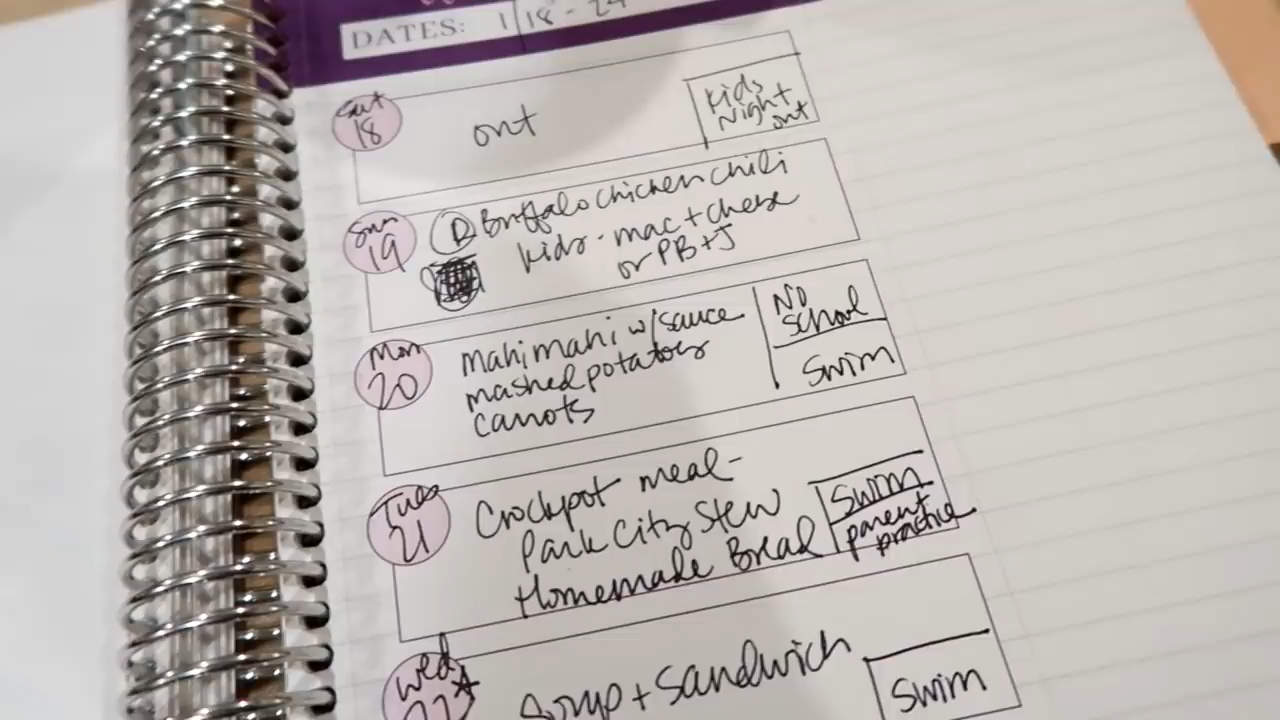 DATES: 1/18-24
Sat
18
out
Kids
Night
out
Sun
19
D Buffalo chicken chili
kids - mac + cheese
or PB+J
Mon
20
mahi mahi w/sauce
mashed potatoes
carrots
No
School
Swim
Tues
21
Crockpot meal -
Park City Stew
Homemade Bread
Swim
parent
practice
Wed
22
Soup + Sandwich
Swim